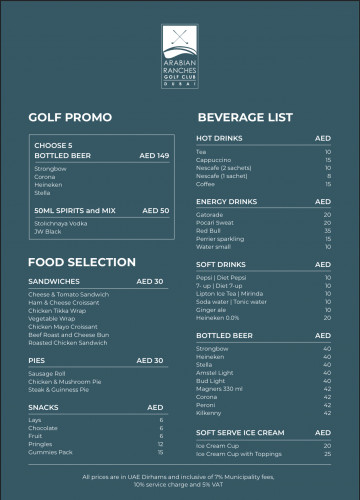 ARABIAN
RANCHES
GOLF CLUB
DUBAI
GOLF PROMO
CHOOSE 5
BOTTLED BEER AED 149
Strongbow
Corona
Heineken
Stella
50ML SPIRITS and MIX AED 50
Stolichnaya Vodka
JW Black
FOOD SELECTION
SANDWICHES AED 30
Cheese & Tomato Sandwich
Ham & Cheese Croissant
Chicken Tikka Wrap
Vegetable Wrap
Chicken Mayo Croissant
Beef Roast and Cheese Bun
Roasted Chicken Sandwich
PIES AED 30
Sausage Roll
Chicken & Mushroom Pie
Steak & Guinness Pie
SNACKS AED
Lays 6
Chocolate 6
Fruit 6
Pringles 12
Gummies Pack 15
BEVERAGE LIST
HOT DRINKS AED
Tea 10
Cappuccino 15
Nescafe (2 sachets) 10
Nescafe (1 sachet) 8
Coffee 15
ENERGY DRINKS AED
Gatorade 20
Pocari Sweat 20
Red Bull 35
Perrier sparkling 15
Water small 10
SOFT DRINKS AED
Pepsi | Diet Pepsi 10
7- up | Diet 7-up 10
Lipton Ice Tea | Mirinda 10
Soda water | Tonic water 10
Ginger ale 10
Heineken 0.0% 20
BOTTLED BEER AED
Strongbow 40
Heineken 40
Stella 40
Amstel Light 40
Bud Light 40
Magners 330 ml 42
Corona 42
Peroni 42
Kilkenny 42
SOFT SERVE ICE CREAM AED
Ice Cream Cup 20
Ice Cream Cup with Toppings 25
All prices are in UAE Dirhams and inclusive of 7% Municipality fees,
10% service charge and 5% VAT